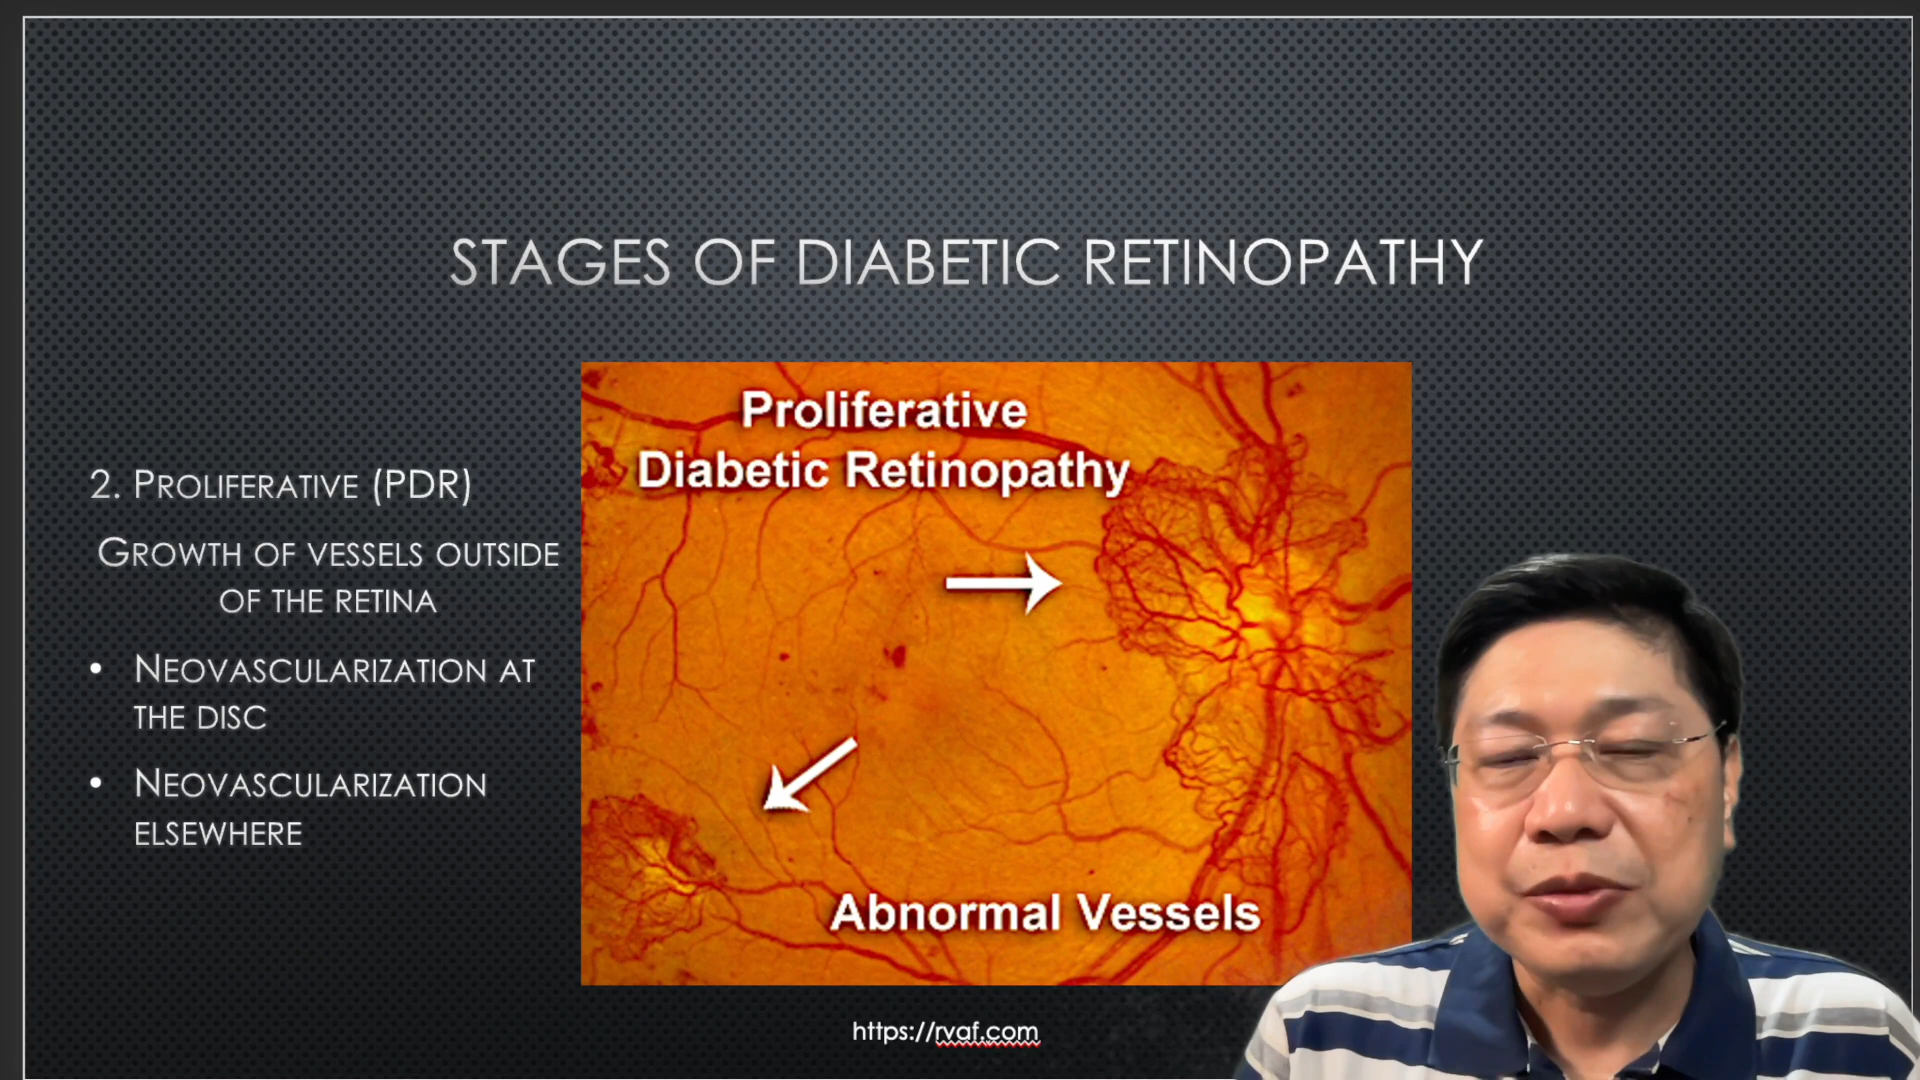 STAGES OF DIABETIC RETINOPATHY
Proliferative
Diabetic Retinopathy
2. PROLIFERATIVE (PDR)
GROWTH OF VESSELS OUTSIDE
OF THE RETINA
• NEOVASCULARIZATION AT
THE DISC
• NEOVASCULARIZATION
ELSEWHERE
Abnormal Vessels
https://rvaf.com